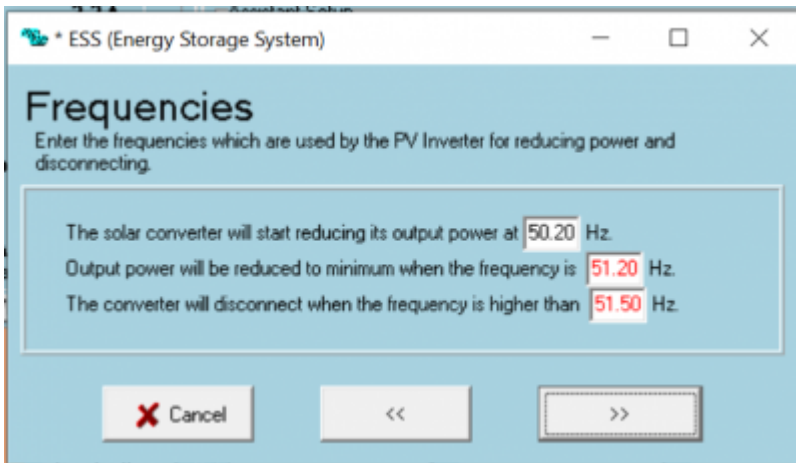 Assistant Setup
* ESS (Energy Storage System)
Frequencies
Enter the frequencies which are used by the PV Inverter for reducing power and
disconnecting.
The solar converter will start reducing its output power at 50.20 Hz.
Output power will be reduced to minimum when the frequency is 51.20 Hz.
The converter will disconnect when the frequency is higher than 51.50 Hz.
Cancel
<<
>>